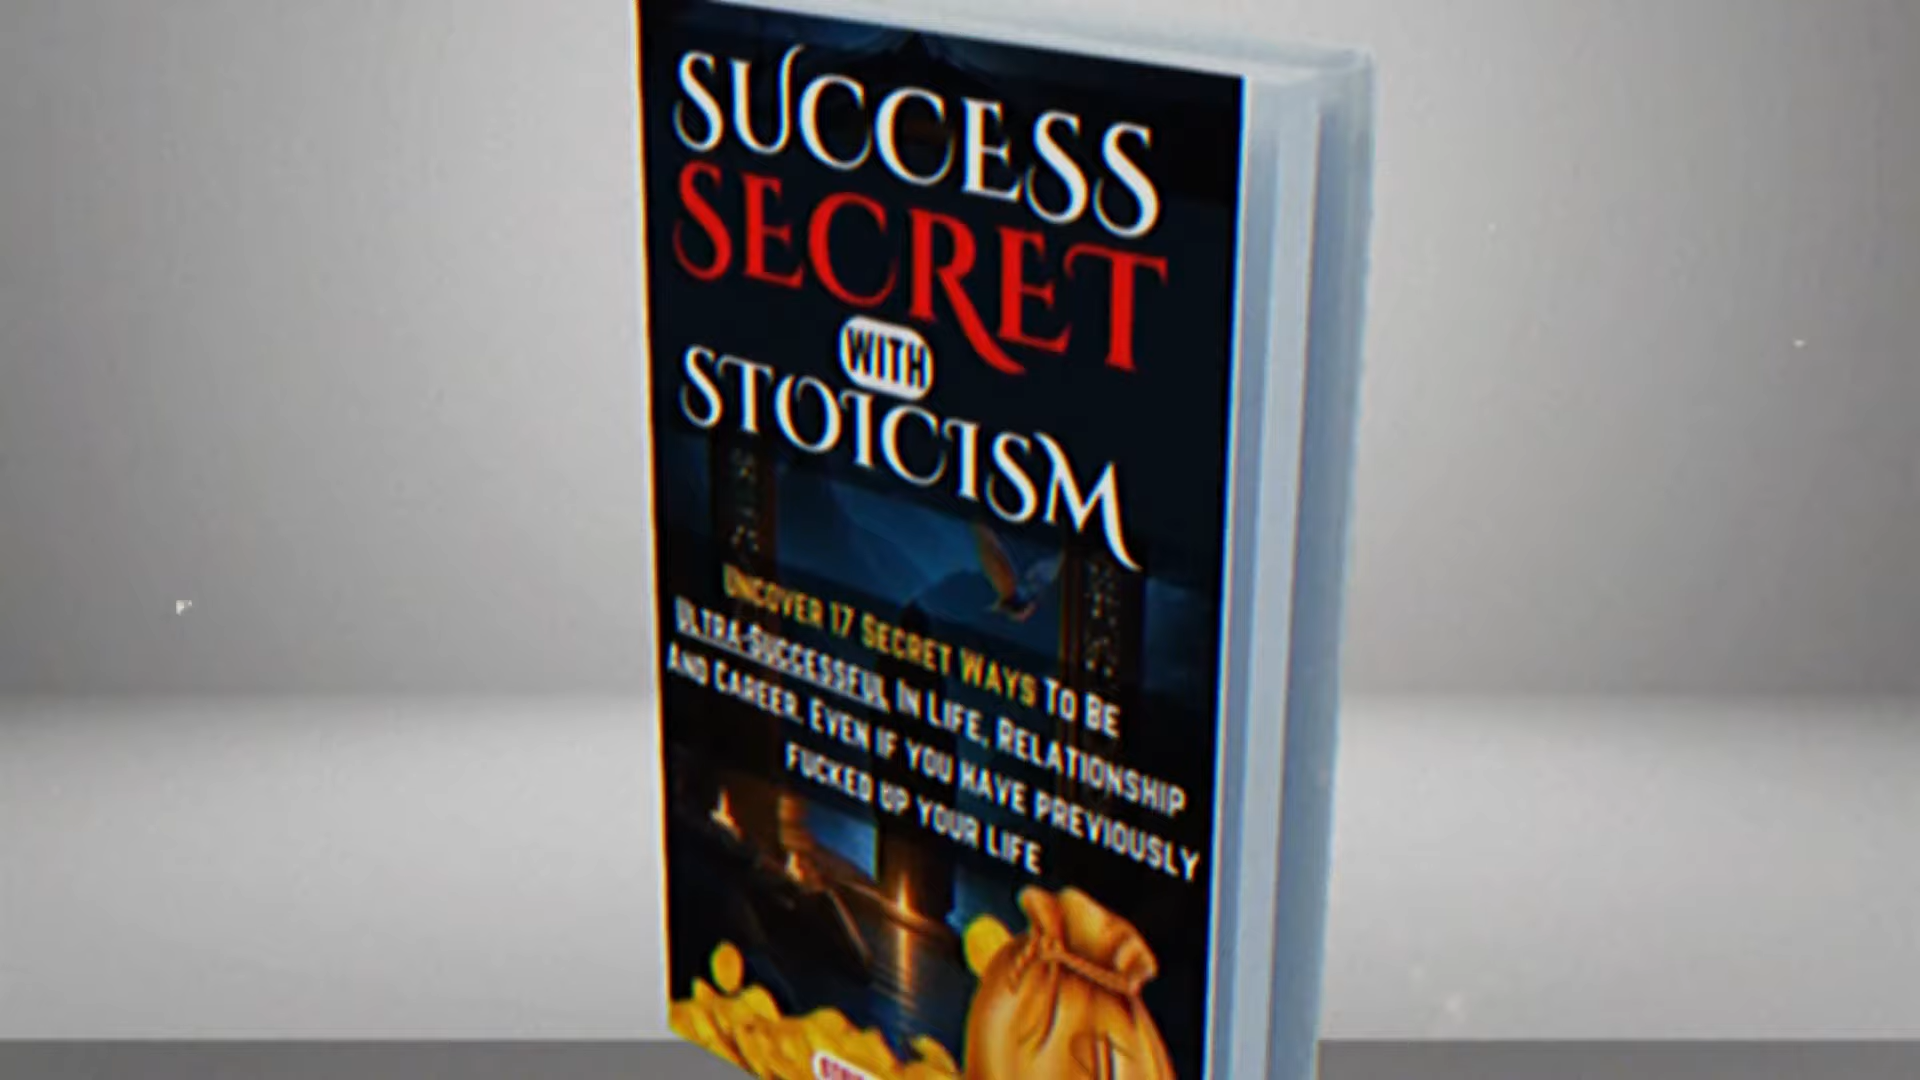 SUCCESS
SECRET
WITH
STOICISM
UNCOVER 17 SECRET WAYS TO BE
ULTRA-SUCCESSFUL IN LIFE, RELATIONSHIP
AND CAREER, EVEN IF YOU HAVE PREVIOUSLY
FUCKED UP YOUR LIFE